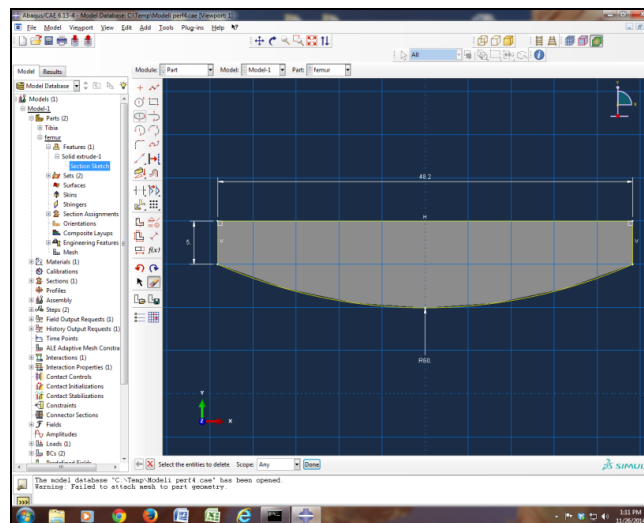 Abaqus/CAE 6.13-4 - Model Database: C:\Temp\Modeli perf4.cae [Viewport: 1]
File Model Viewport View Edit Add Tools Plug-ins Help
All
Model Results Module: Part Model: Model-1 Part: femur
Model Database
Models (1)
Model-1
Parts (2)
Tibia
femur
Features (1)
Solid extrude-1
Section Sketch
Sets (2)
Surfaces
Skins
Stringers
Section Assignments
Orientations
Composite Layups
Engineering Features
Mesh
Materials (1)
Calibrations
Sections (1)
Profiles
Assembly
Steps (2)
Field Output Requests (1)
History Output Requests (1)
Time Points
ALE Adaptive Mesh Constra
Interactions (1)
Interaction Properties (1)
Contact Controls
Contact Initializations
Contact Stabilizations
Constraints
Connector Sections
Fields
Amplitudes
Loads (1)
BCs (2)
Predefined Fields
f(x)
48.2
H
5.
V
V
R60.
Y
Z
X
Select the entities to delete Scope: Any Done
SIMUL
The model database "C:\Temp\Modeli perf4.cae" has been opened.
Warning: Failed to attach mesh to part geometry.
>>>
1:11 PM